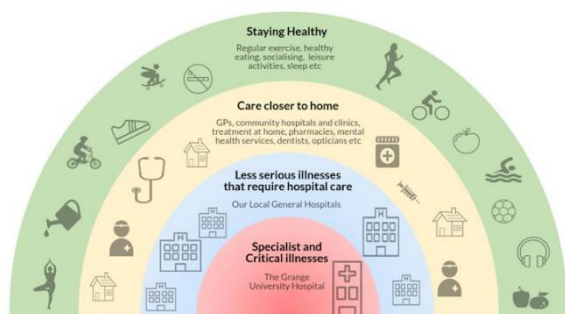 Staying Healthy
Regular exercise, healthy
eating, socialising, leisure
activities, sleep etc
Care closer to home
GPs, community hospitals and clinics,
treatment at home, pharmacies, mental
health services, dentists, opticians etc
Less serious illnesses
that require hospital care
Our Local General Hospitals
Specialist and
Critical illnesses
The Grange
University Hospital